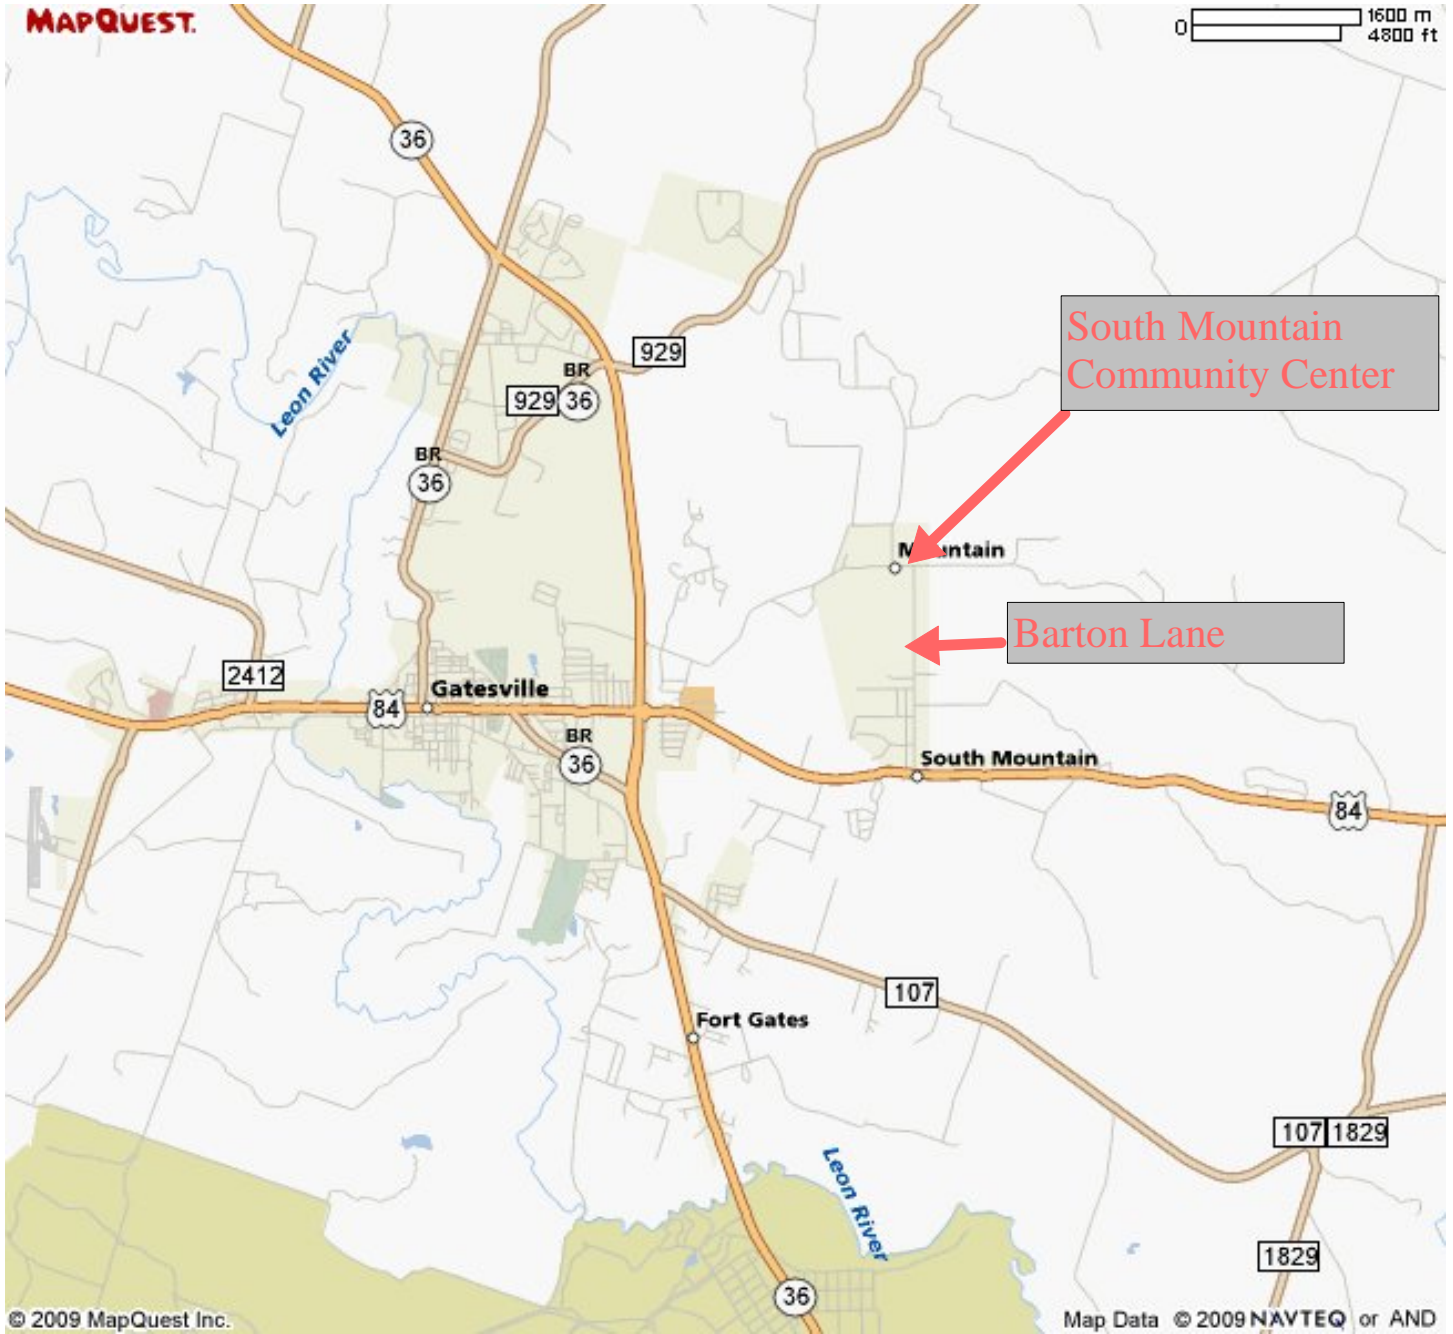 MAPQUEST.
0
1600 m
4800 ft
36
Leon River
South Mountain
Community Center
929
BR
929
36
BR
36
Mountain
Barton Lane
2412
Gatesville
84
BR
36
South Mountain
84
107
Fort Gates
107
1829
Leon River
1829
36
© 2009 MapQuest Inc.
Map Data © 2009 NAVTEQ or AND